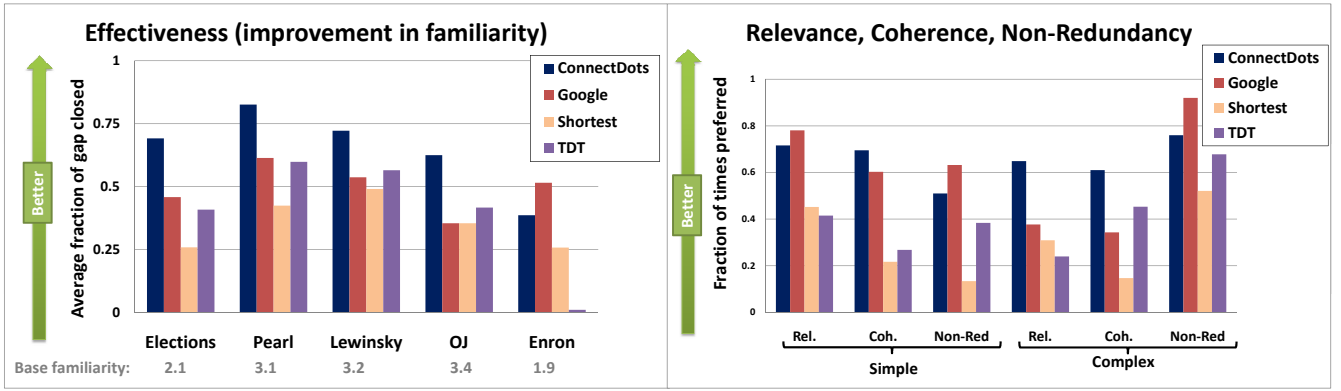 Effectiveness (improvement in familiarity)
Better
Average fraction of gap closed
1
0.75
0.5
0.25
0
ConnectDots
Google
Shortest
TDT
Elections Pearl Lewinsky OJ Enron
Base familiarity: 2.1 3.1 3.2 3.4 1.9
Relevance, Coherence, Non-Redundancy
Better
Fraction of times preferred
1
0.8
0.6
0.4
0.2
0
ConnectDots
Google
Shortest
TDT
Rel. Coh. Non-Red Rel. Coh. Non-Red
Simple Complex